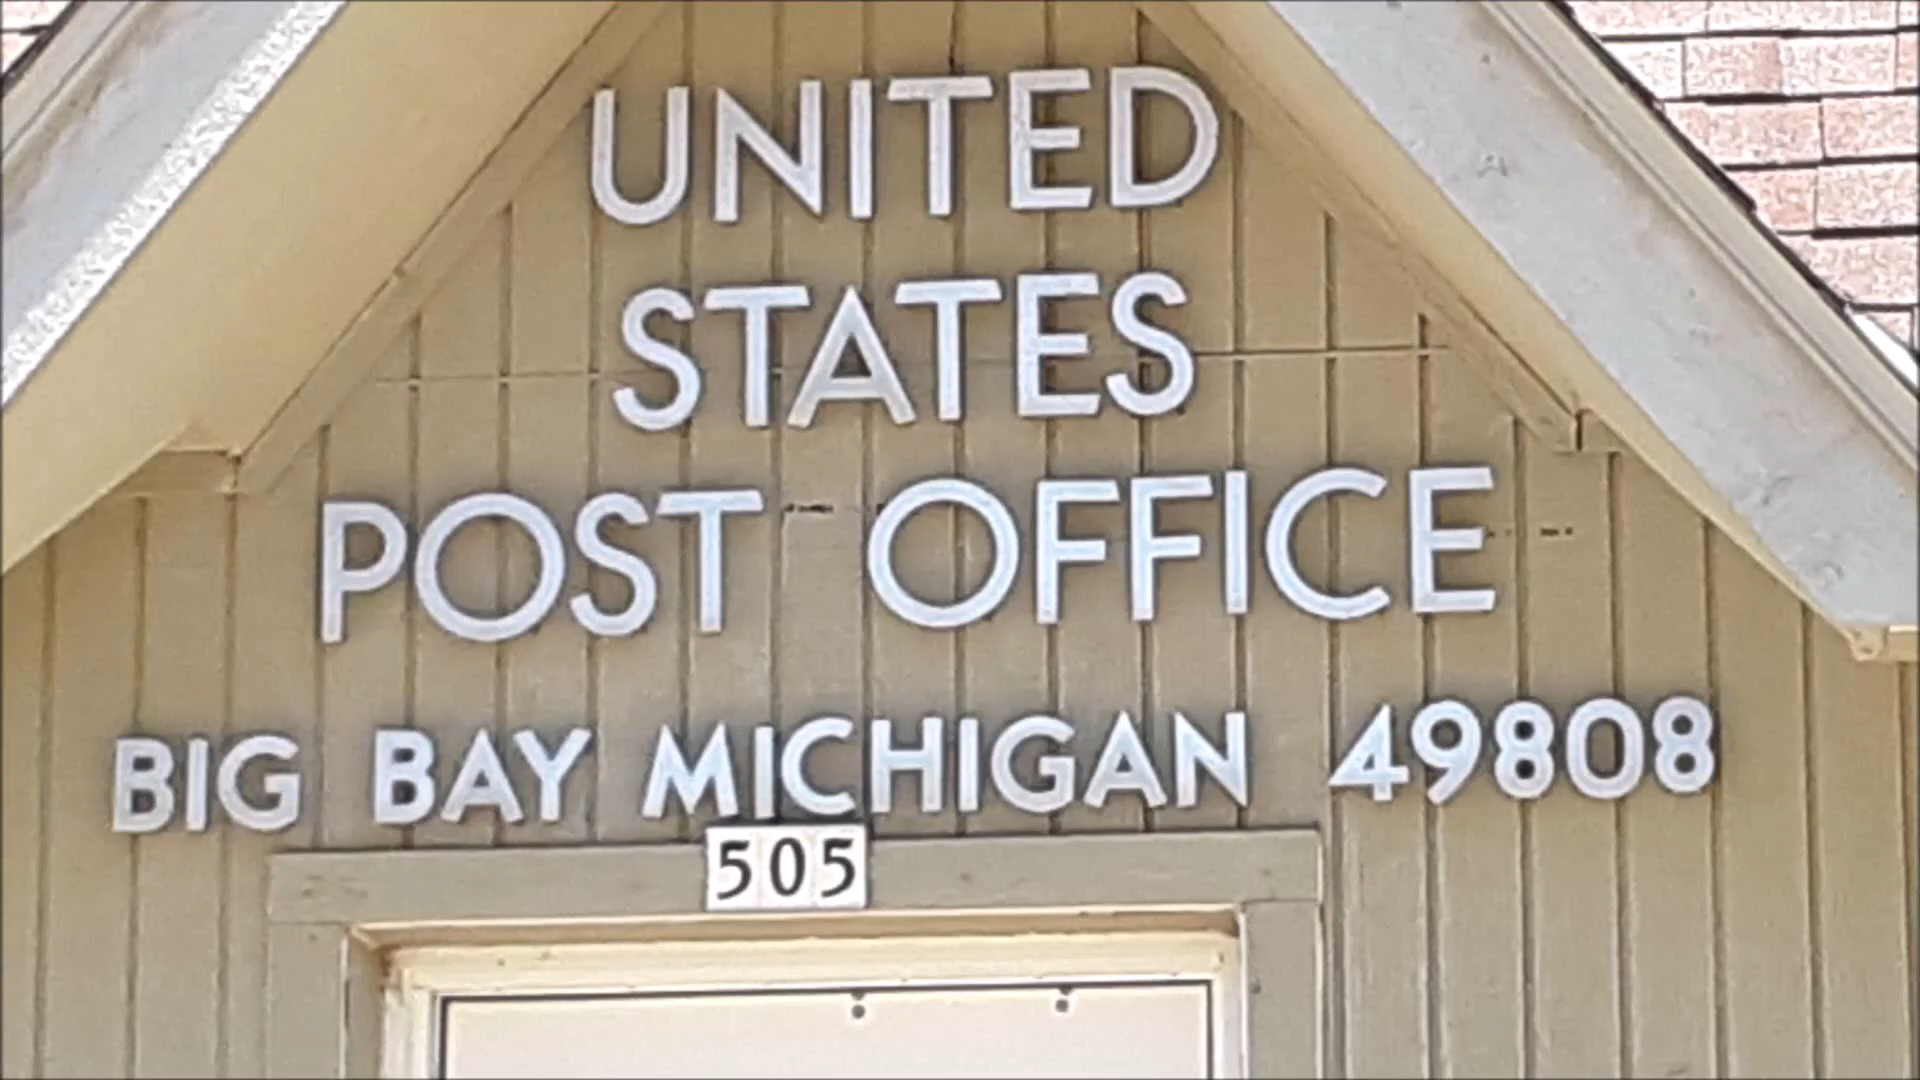 UNITED
STATES
POST OFFICE
BIG BAY MICHIGAN 49808
505